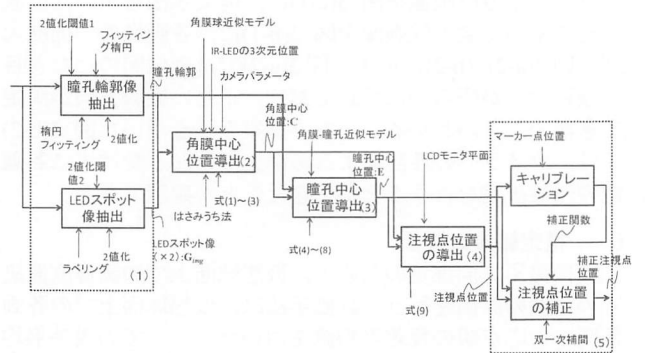 2値化閾値1
フィッティ
ング楕円
瞳孔輪郭像
抽出
楕円
フィッティング
2値化
2値化閾
値2
LEDスポット
像抽出
ラベリング
2値化
(1)
瞳孔輪郭
LEDスポット像
(×2):Gimg
角膜球近似モデル
IR-LEDの3次元位置
カメラパラメータ
角膜中心
位置導出(2)
はさみうち法
式(1)~(3)
角膜中心
位置:C
角膜-瞳孔近似モデル
瞳孔中心
位置導出(3)
式(4)~(8)
瞳孔中心
位置:E
LCDモニタ平面
注視点位置
の導出(4)
式(9)
注視点位置
マーカー点位置
キャリブレー
ション
補正関数
補正注視点
位置
注視点位置
の補正
双一次補間
(5)